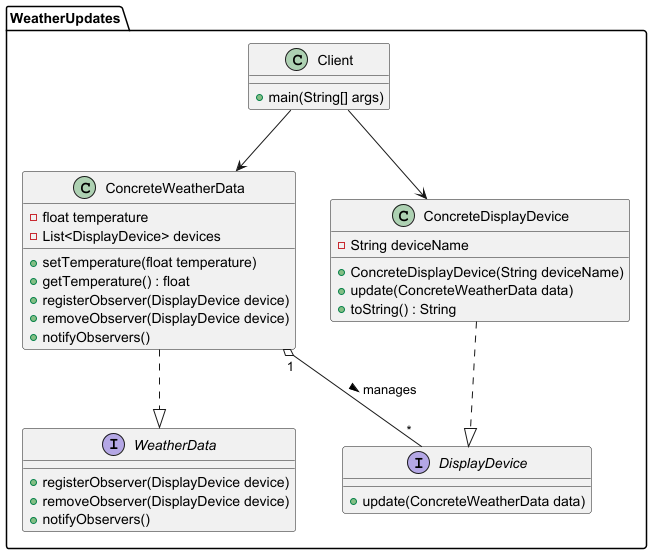 WeatherUpdates
C Client
main(String[] args)
C ConcreteWeatherData
float temperature
List<DisplayDevice> devices
setTemperature(float temperature)
getTemperature() : float
registerObserver(DisplayDevice device)
removeObserver(DisplayDevice device)
notifyObservers()
C ConcreteDisplayDevice
String deviceName
ConcreteDisplayDevice(String deviceName)
update(ConcreteWeatherData data)
toString() : String
1
manages
*
I WeatherData
registerObserver(DisplayDevice device)
removeObserver(DisplayDevice device)
notifyObservers()
I DisplayDevice
update(ConcreteWeatherData data)